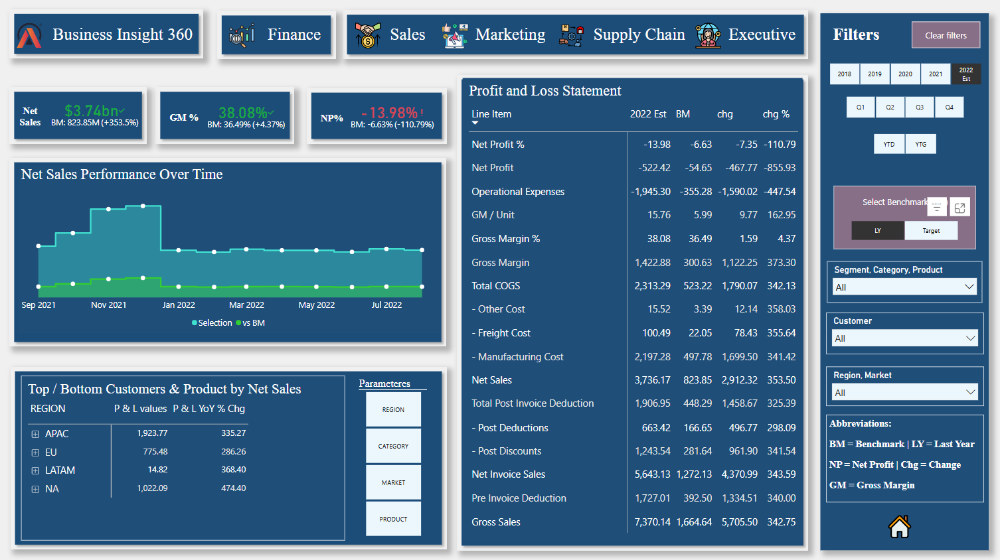 Business Insight 360
Finance
Sales
Marketing
Supply Chain
Executive
Filters
Clear filters
2018
2019
2020
2021
2022
Est
Q1
Q2
Q3
Q4
YTD
YTG
Net
Sales
$3.74bn
BM: 823.85M (+353.5%)
GM %
38.08%
BM: 36.49% (+4.37%)
NP%
-13.98% !
BM: -6.63% (-110.79%)
Net Sales Performance Over Time
Sep 2021
Nov 2021
Jan 2022
Mar 2022
May 2022
Jul 2022
Selection
vs BM
Top / Bottom Customers & Product by Net Sales
REGION P & L values P & L YoY % Chg
APAC 1,923.77 335.27
EU 775.48 286.26
LATAM 14.82 368.40
NA 1,022.09 474.40
Parameteres
REGION
CATEGORY
MARKET
PRODUCT
Profit and Loss Statement
Line Item 2022 Est BM chg chg %
Net Profit % -13.98 -6.63 -7.35 -110.79
Net Profit -522.42 -54.65 -467.77 -855.93
Operational Expenses -1,945.30 -355.28 -1,590.02 -447.54
GM / Unit 15.76 5.99 9.77 162.95
Gross Margin % 38.08 36.49 1.59 4.37
Gross Margin 1,422.88 300.63 1,122.25 373.30
Total COGS 2,313.29 523.22 1,790.07 342.13
- Other Cost 15.52 3.39 12.14 358.03
- Freight Cost 100.49 22.05 78.43 355.64
- Manufacturing Cost 2,197.28 497.78 1,699.50 341.42
Net Sales 3,736.17 823.85 2,912.32 353.50
Total Post Invoice Deduction 1,906.95 448.29 1,458.67 325.39
- Post Deductions 663.42 166.65 496.77 298.09
- Post Discounts 1,243.54 281.64 961.90 341.54
Net Invoice Sales 5,643.13 1,272.13 4,370.99 343.59
Pre Invoice Deduction 1,727.01 392.50 1,334.51 340.00
Gross Sales 7,370.14 1,664.64 5,705.50 342.75
Select Benchmark
LY
Target
Segment, Category, Product
All
Customer
All
Region, Market
All
Abbreviations:
BM = Benchmark | LY = Last Year
NP = Net Profit | Chg = Change
GM = Gross Margin